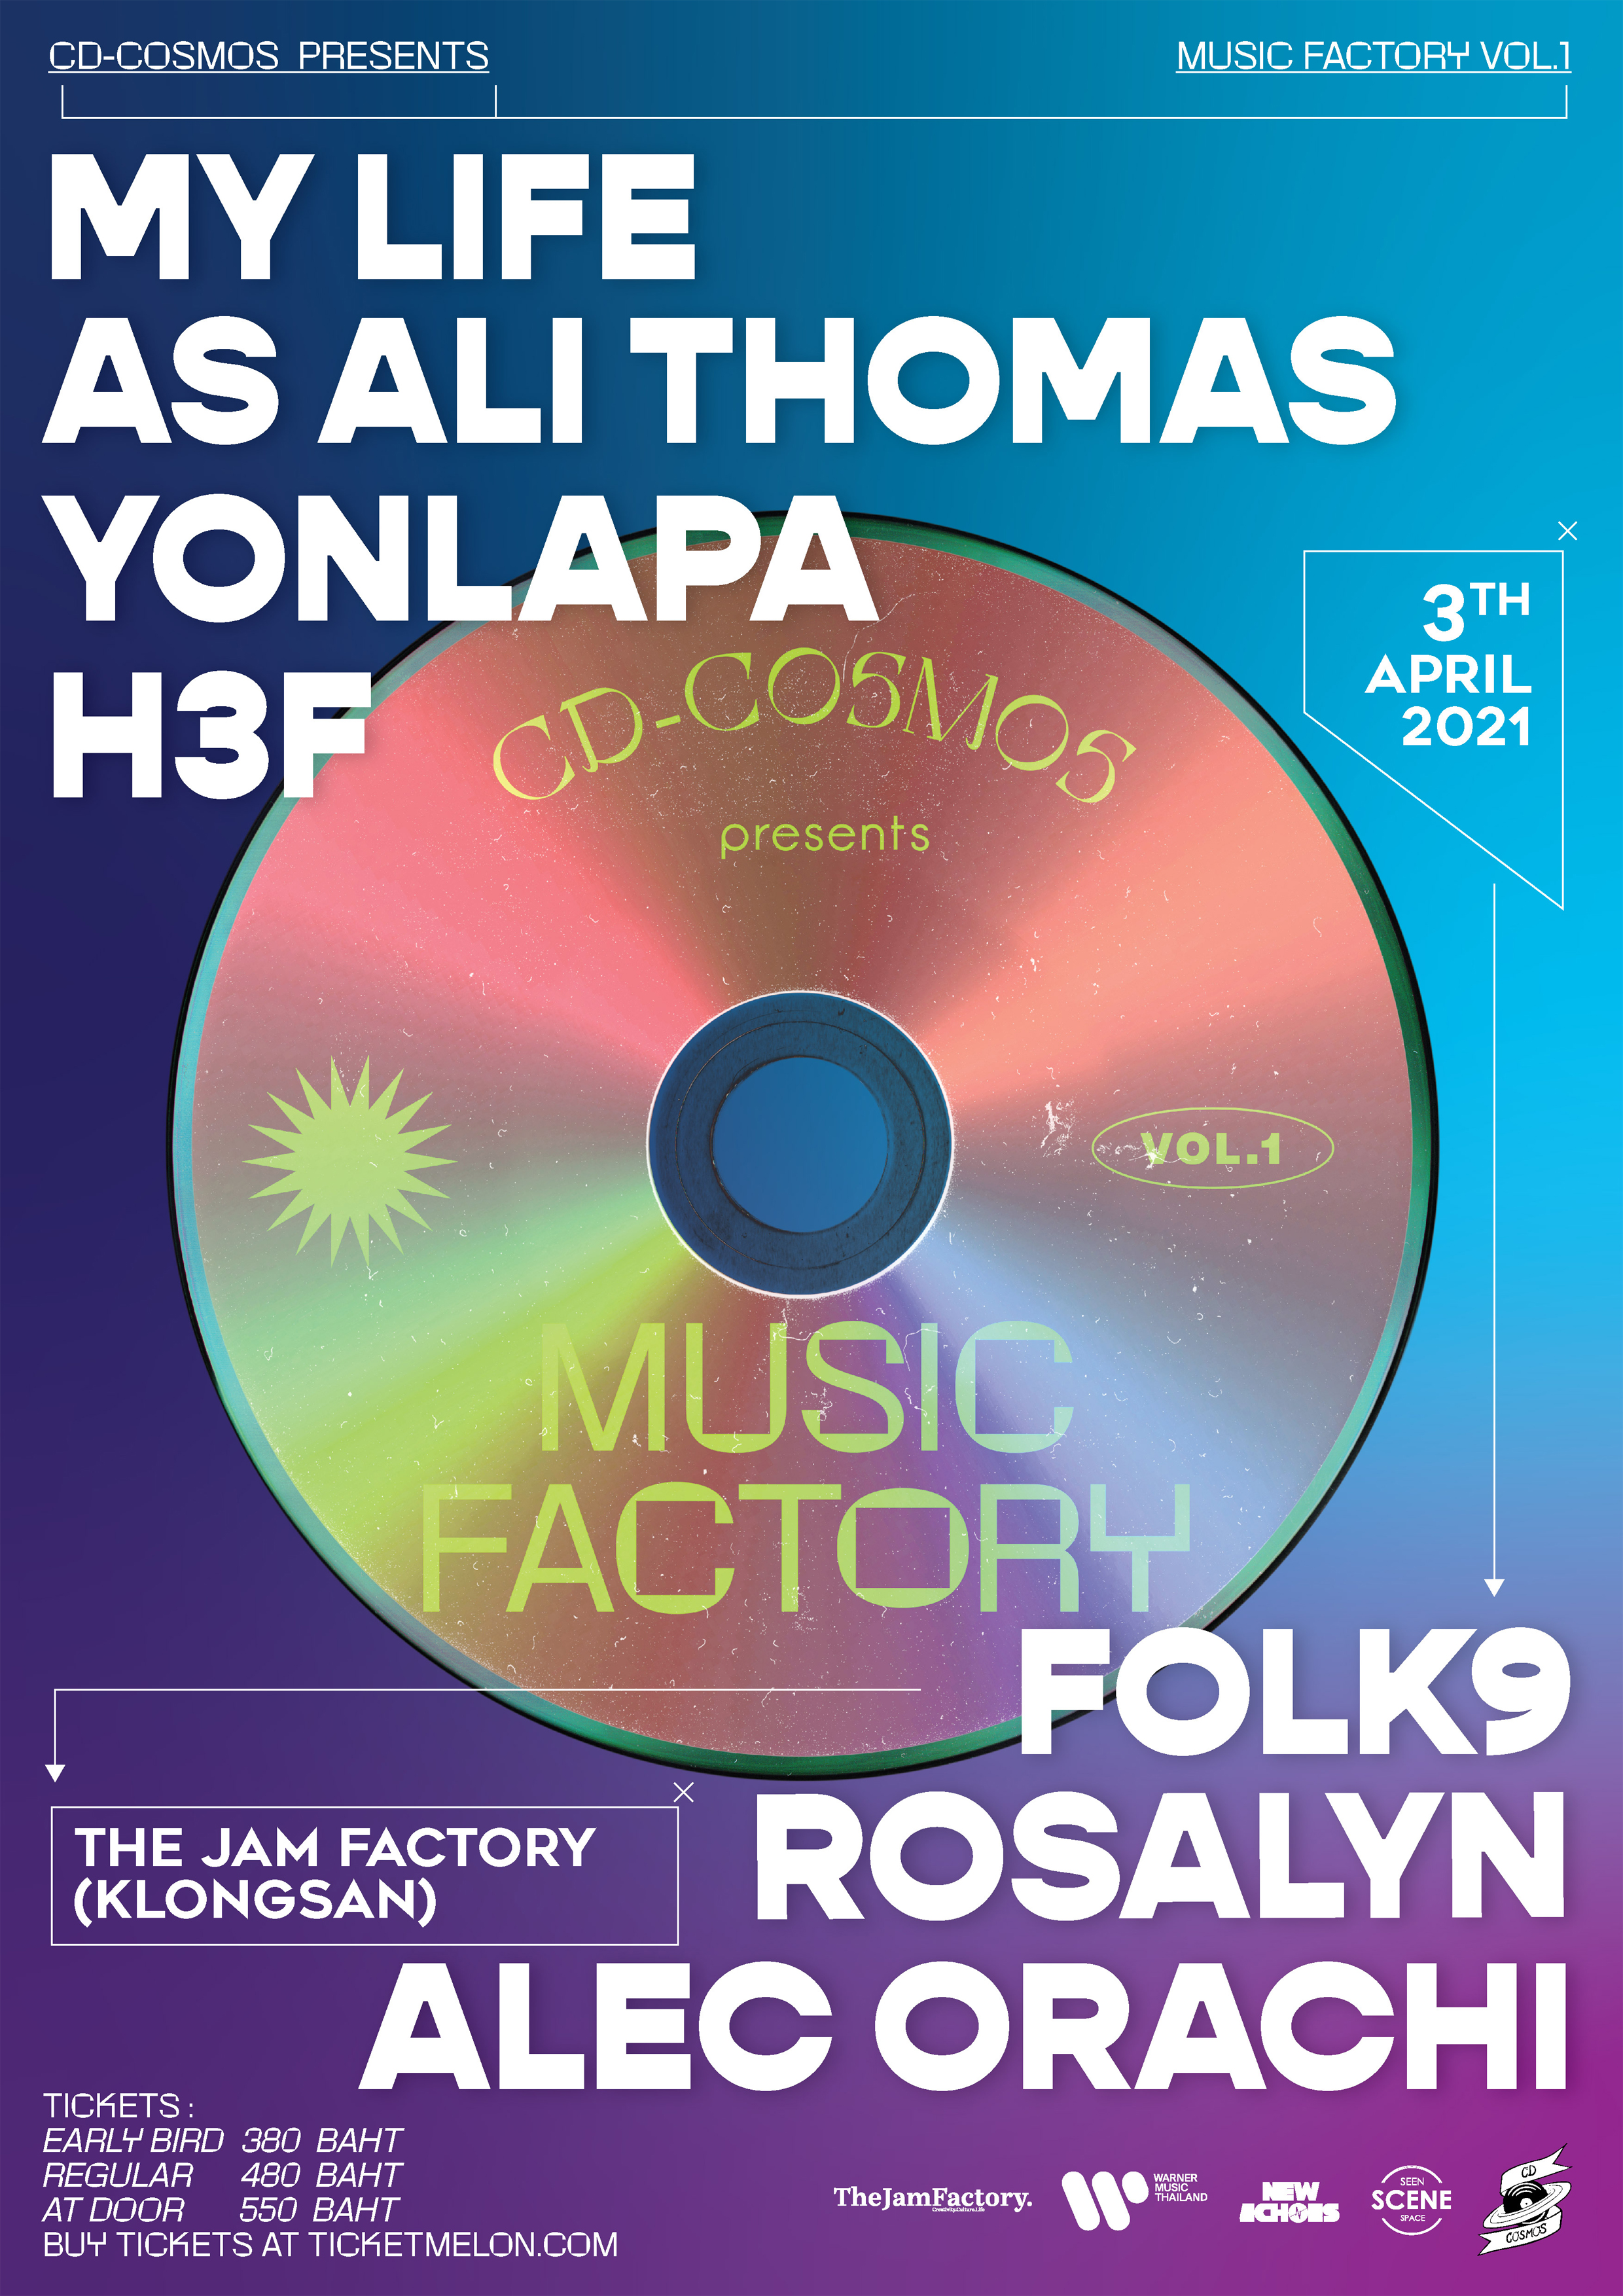 CD-COSMOS PRESENTS
MUSIC FACTORY VOL.1
MY LIFE
AS ALI THOMAS
YONLAPA
H3F
3TH
APRIL
2021
CD-COSMOS
presents
VOL.1
MUSIC
FACTORY
FOLK9
ROSALYN
ALEC ORACHI
THE JAM FACTORY
(KLONGSAN)
TICKETS :
EARLY BIRD 380 BAHT
REGULAR 480 BAHT
AT DOOR 550 BAHT
BUY TICKETS AT TICKETMELON.COM
TheJamFactory.
Creativity.Culture.Life
WARNER
MUSIC
THAILAND
NEW
ECHOES
SEEN
SCENE
SPACE
CD
COSMOS